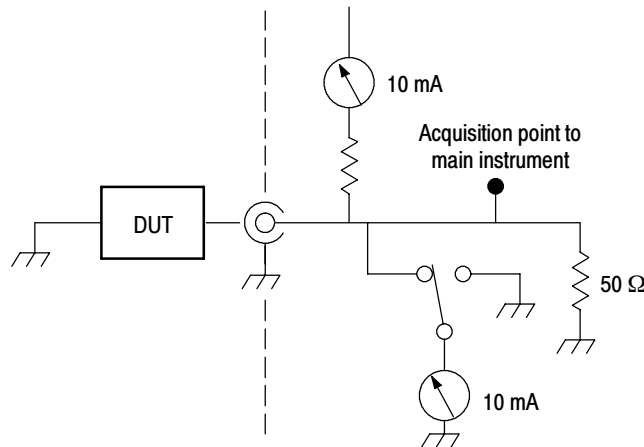 10 mA
Acquisition point to
main instrument
DUT
50 Ω
10 mA